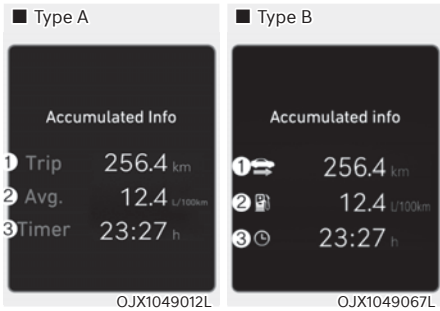 ■ Type A
Accumulated Info
1 Trip 256.4 km
2 Avg. 12.4 L/100km
3 Timer 23:27 h
OJX1049012L
■ Type B
Accumulated info
1 256.4 km
2 12.4 L/100km
3 23:27 h
OJX1049067L